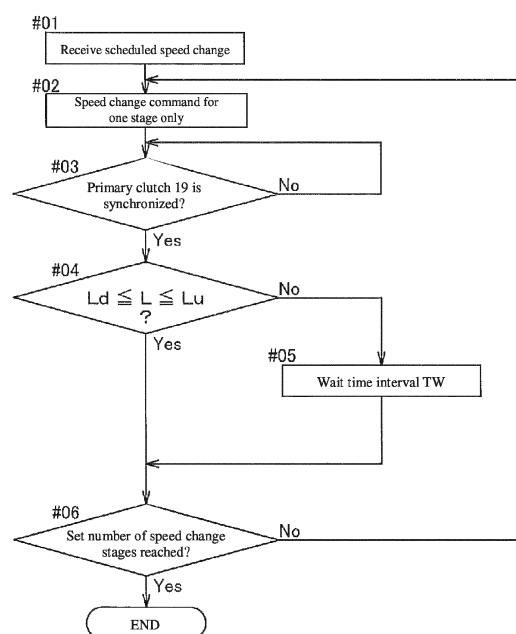 #01
Receive scheduled speed change
#02
Speed change command for
one stage only
#03
Primary clutch 19 is
synchronized?
No
Yes
#04
Ld ≦ L ≦ Lu
?
No
Yes
#05
Wait time interval TW
#06
Set number of speed change
stages reached?
No
Yes
END